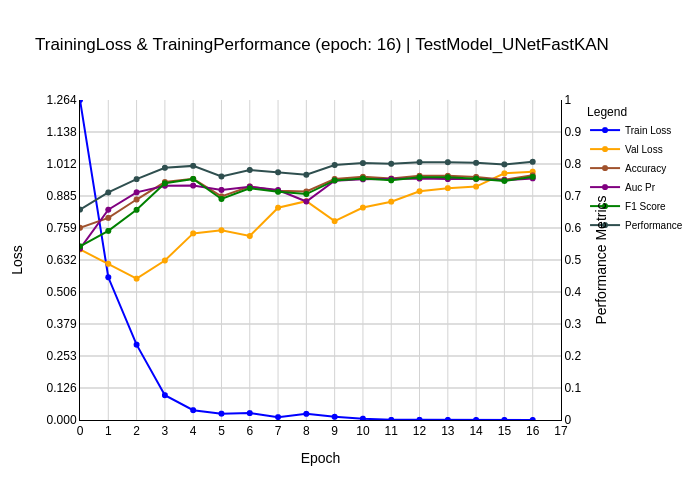 TrainingLoss & TrainingPerformance (epoch: 16) | TestModel_UNetFastKAN
Legend
Train Loss
Val Loss
Accuracy
Auc Pr
F1 Score
Performance
Loss
1.264
1.138
1.012
0.885
0.759
0.632
0.506
0.379
0.253
0.126
0.000
1
0.9
0.8
0.7
0.6
0.5
0.4
0.3
0.2
0.1
0
Performance Metrics
0 1 2 3 4 5 6 7 8 9 10 11 12 13 14 15 16 17
Epoch